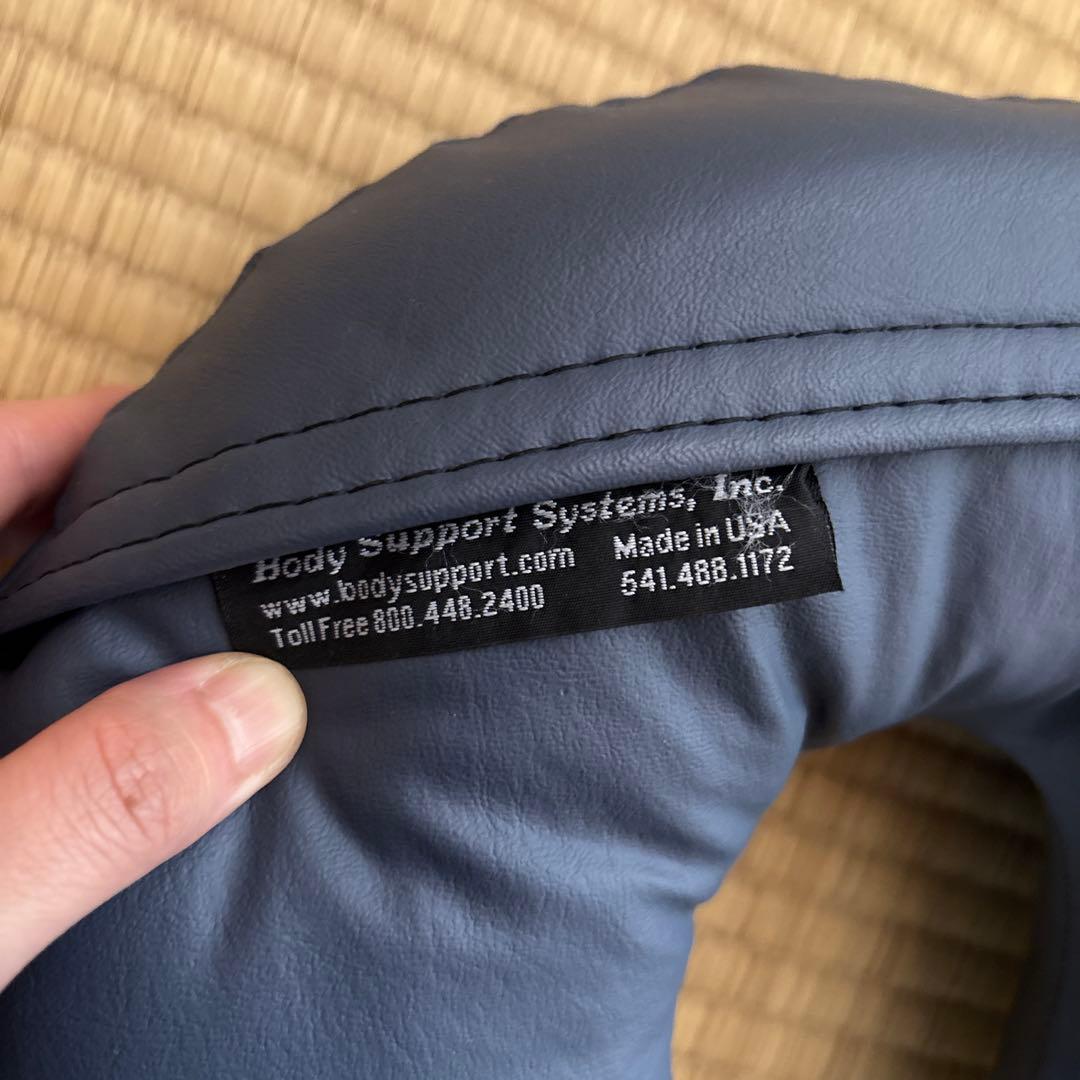 Body Support Systems, Inc.
www.bodysupport.com Made in USA
Toll Free 800.448.2400 541.488.1172